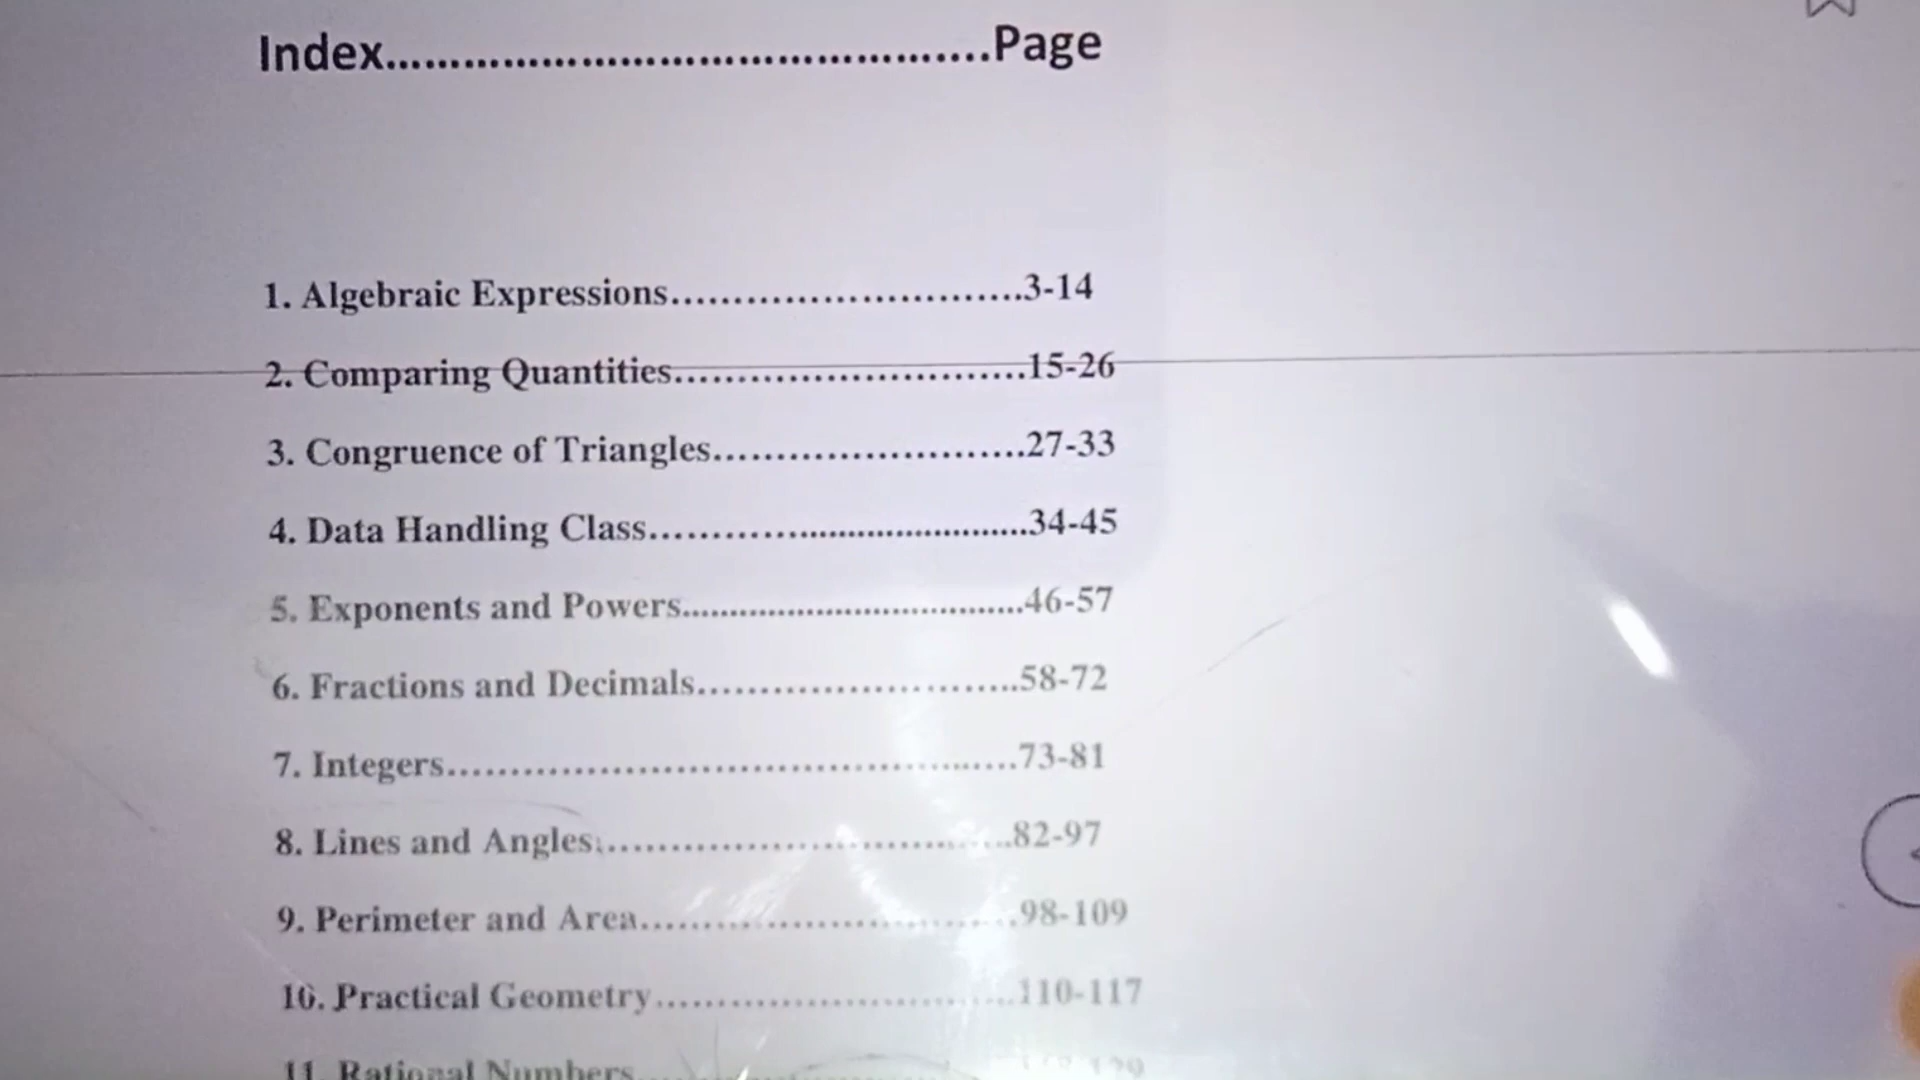 Index................................................Page
1. Algebraic Expressions............................3-14
2. Comparing Quantities............................15-26
3. Congruence of Triangles.........................27-33
4. Data Handling Class..................................34-45
5. Exponents and Powers..................................46-57
6. Fractions and Decimals..........................58-72
7. Integers..............................................73-81
8. Lines and Angles.................................82-97
9. Perimeter and Area..............................98-109
10. Practical Geometry............................110-117
11. Rational Numbers